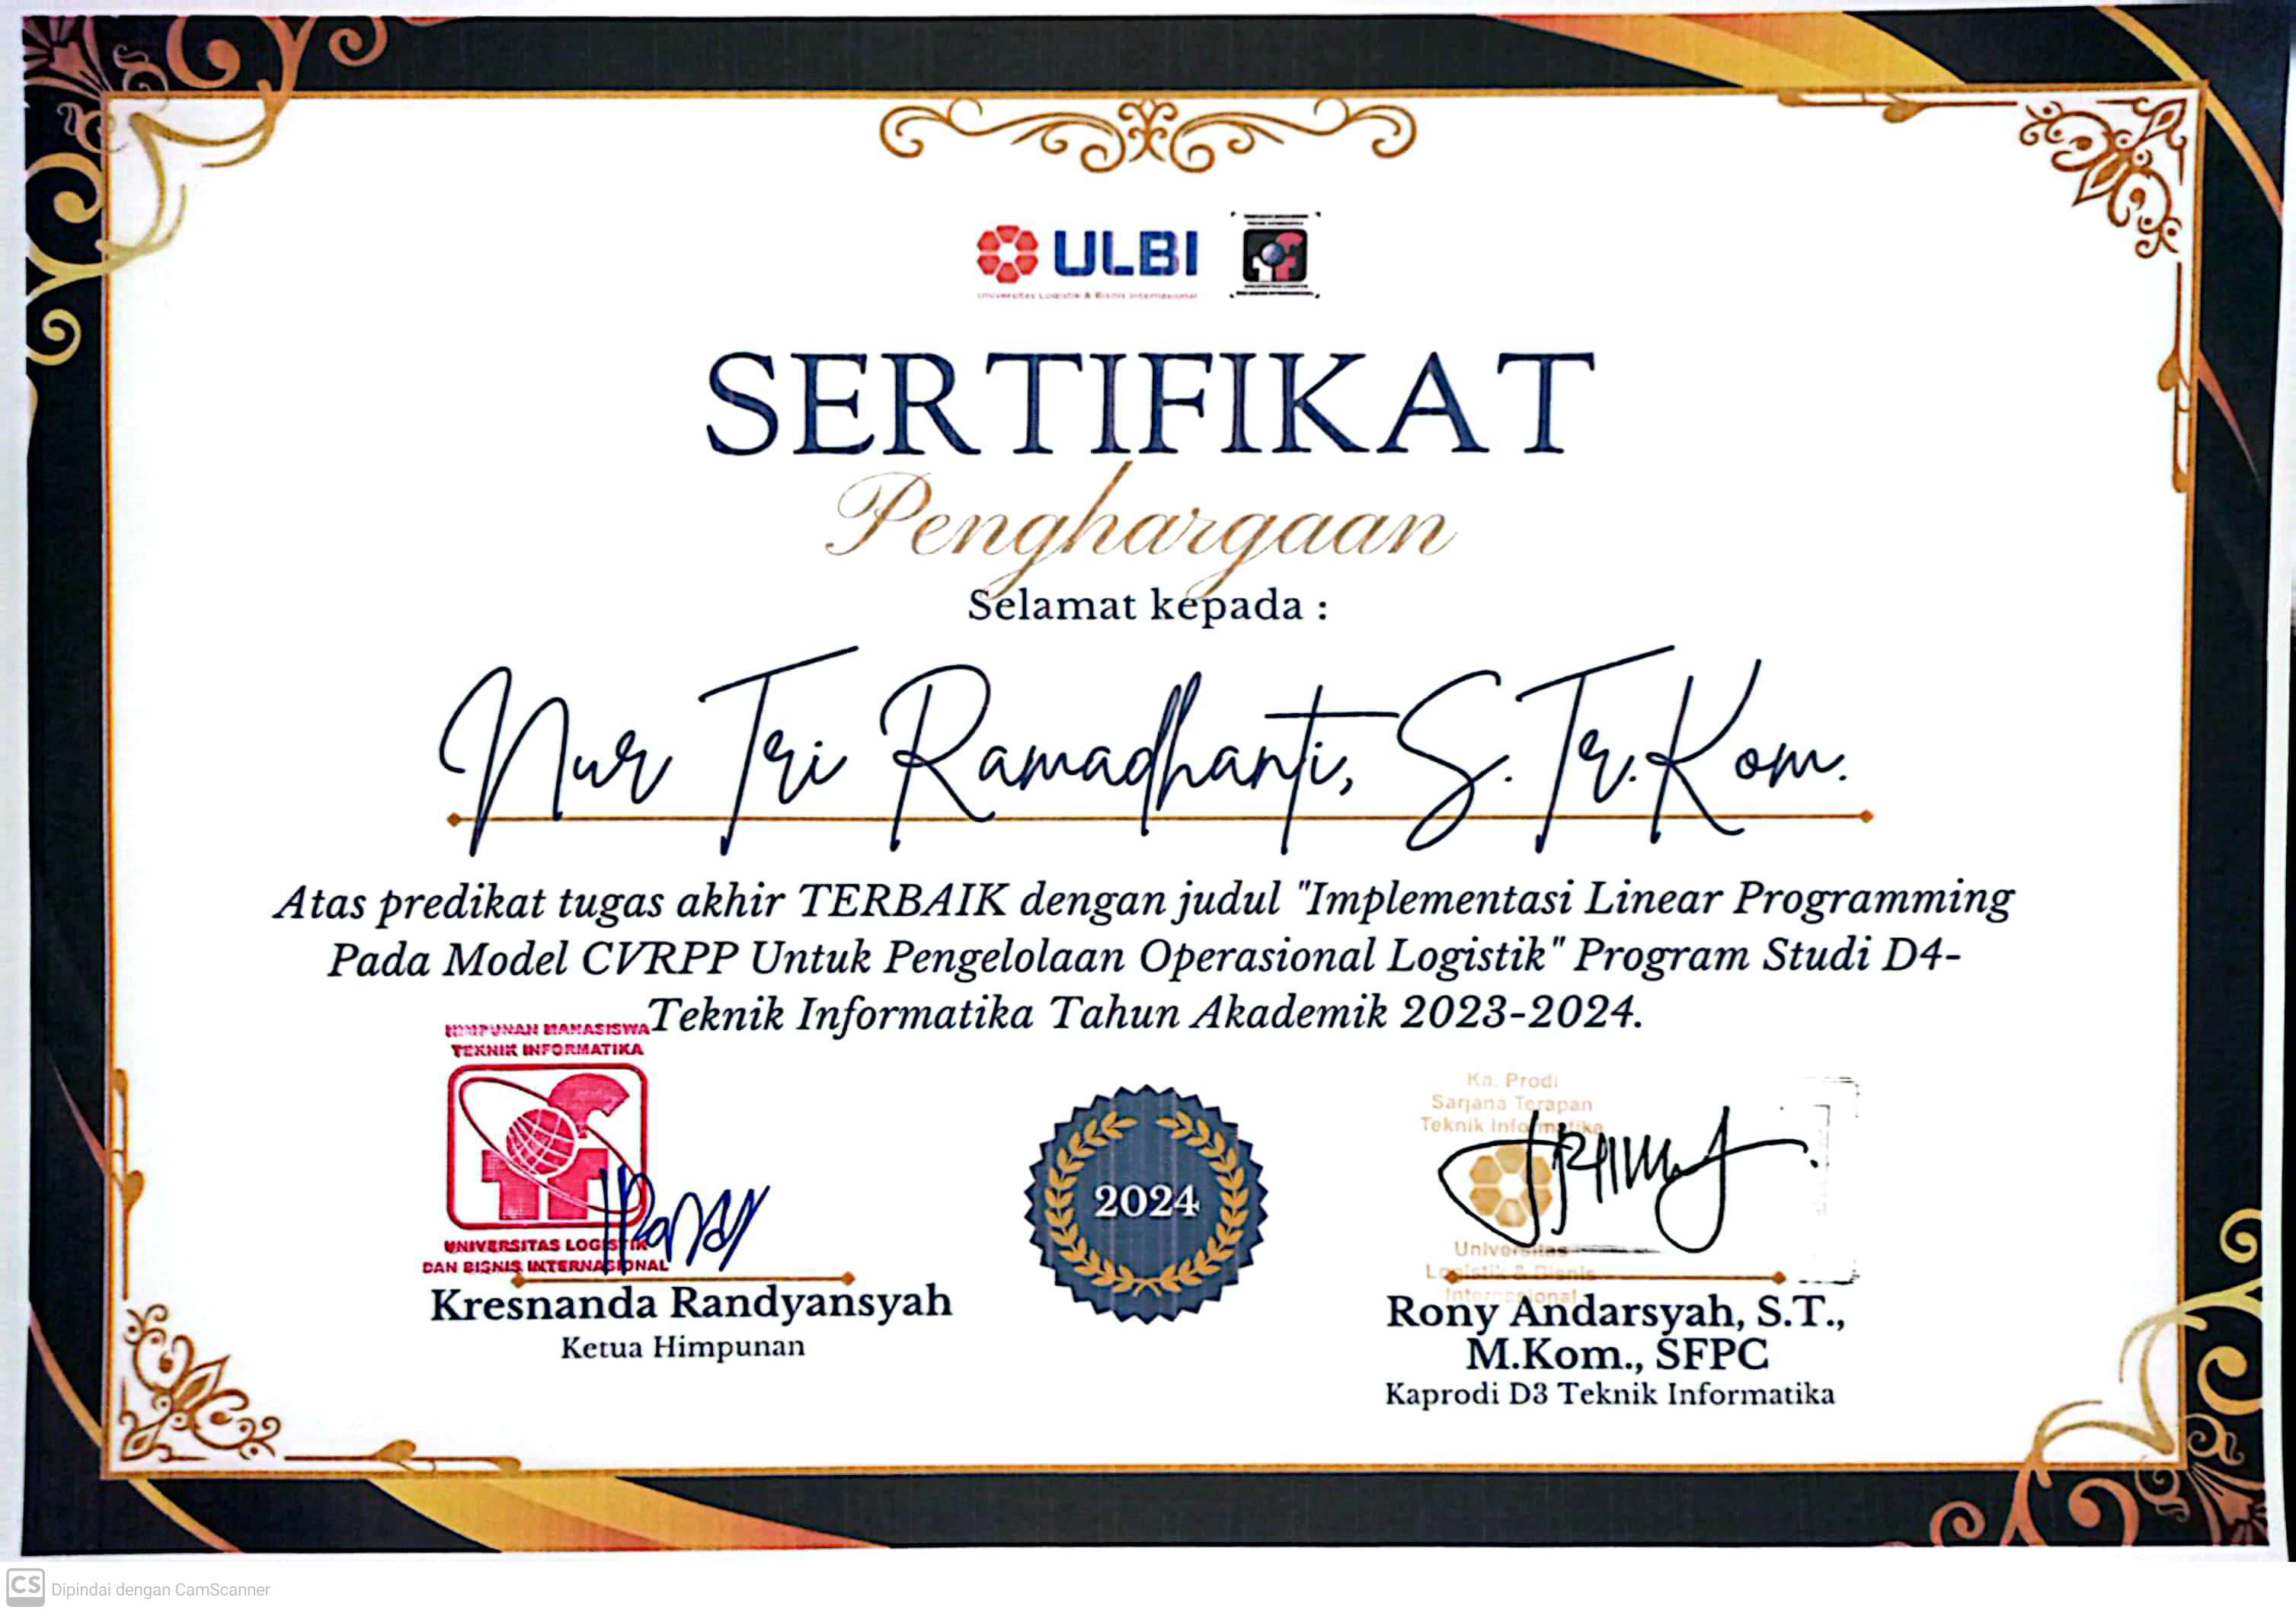 ULBI
Universitas Logistik & Bisnis Internasional
SERTIFIKAT
Penghargaan
Selamat kepada :
Nur Tri Ramadhanti, S.Tr.Kom.
Atas predikat tugas akhir TERBAIK dengan judul "Implementasi Linear Programming
Pada Model CVRPP Untuk Pengelolaan Operasional Logistik" Program Studi D4-
Teknik Informatika Tahun Akademik 2023-2024.
HIMPUNAN MAHASISWA
TEKNIK INFORMATIKA
UNIVERSITAS LOGISTIK
DAN BISNIS INTERNASIONAL
Kresnanda Randyansyah
Ketua Himpunan
2024
Ka. Prodi
Sarjana Terapan
Teknik Informatika
Universitas
Logistik & Bisnis
Internasional
Rony Andarsyah, S.T.,
M.Kom., SFPC
Kaprodi D3 Teknik Informatika
CS Dipindai dengan CamScanner